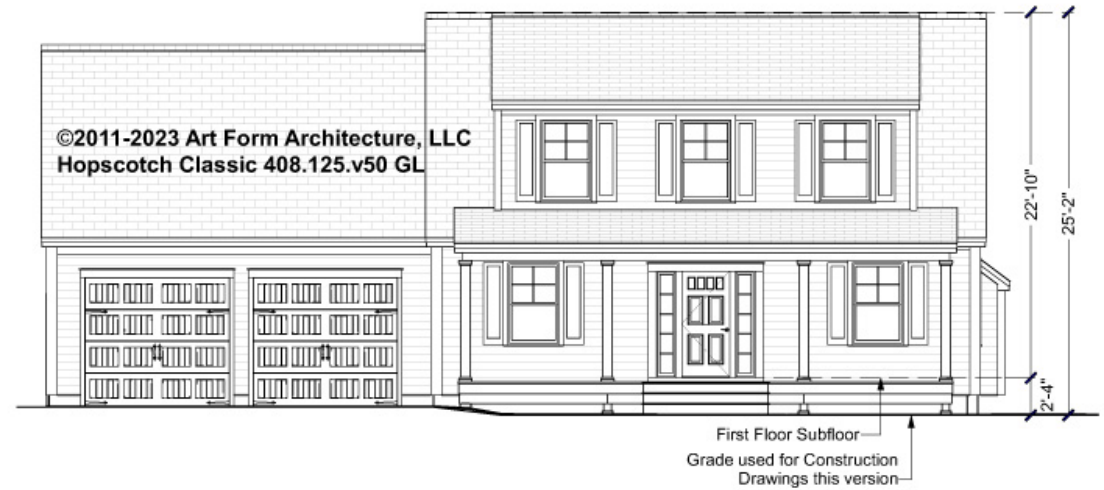 ©2011-2023 Art Form Architecture, LLC
Hopscotch Classic 408.125.v50 GL
22'-10"
25'-2"
2'-4"
First Floor Subfloor
Grade used for Construction
Drawings this version